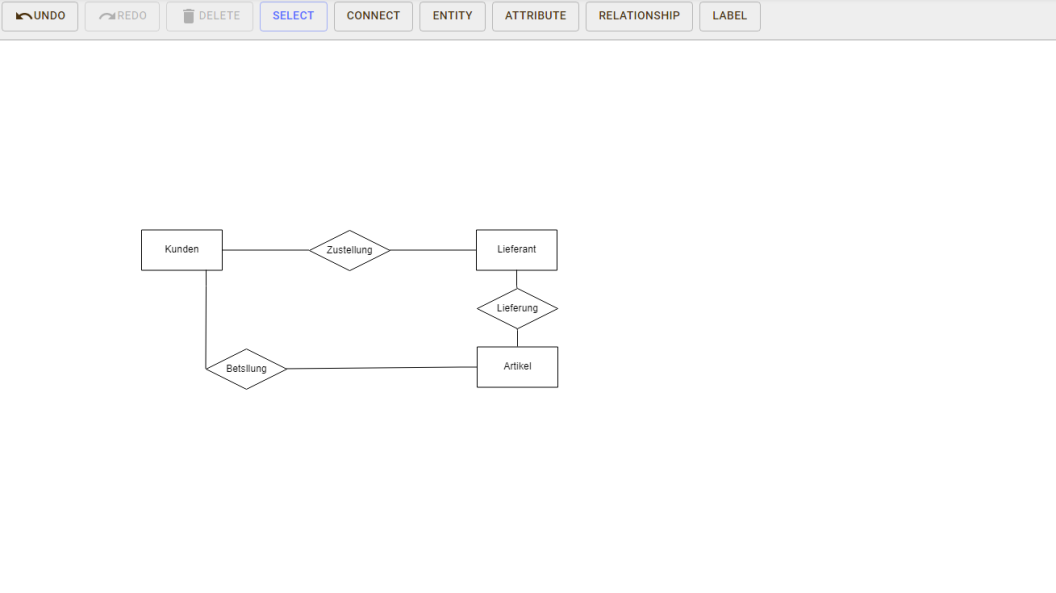 UNDO REDO DELETE SELECT CONNECT ENTITY ATTRIBUTE RELATIONSHIP LABEL
Kunden Zustellung Lieferant
Lieferung
Betsllung Artikel